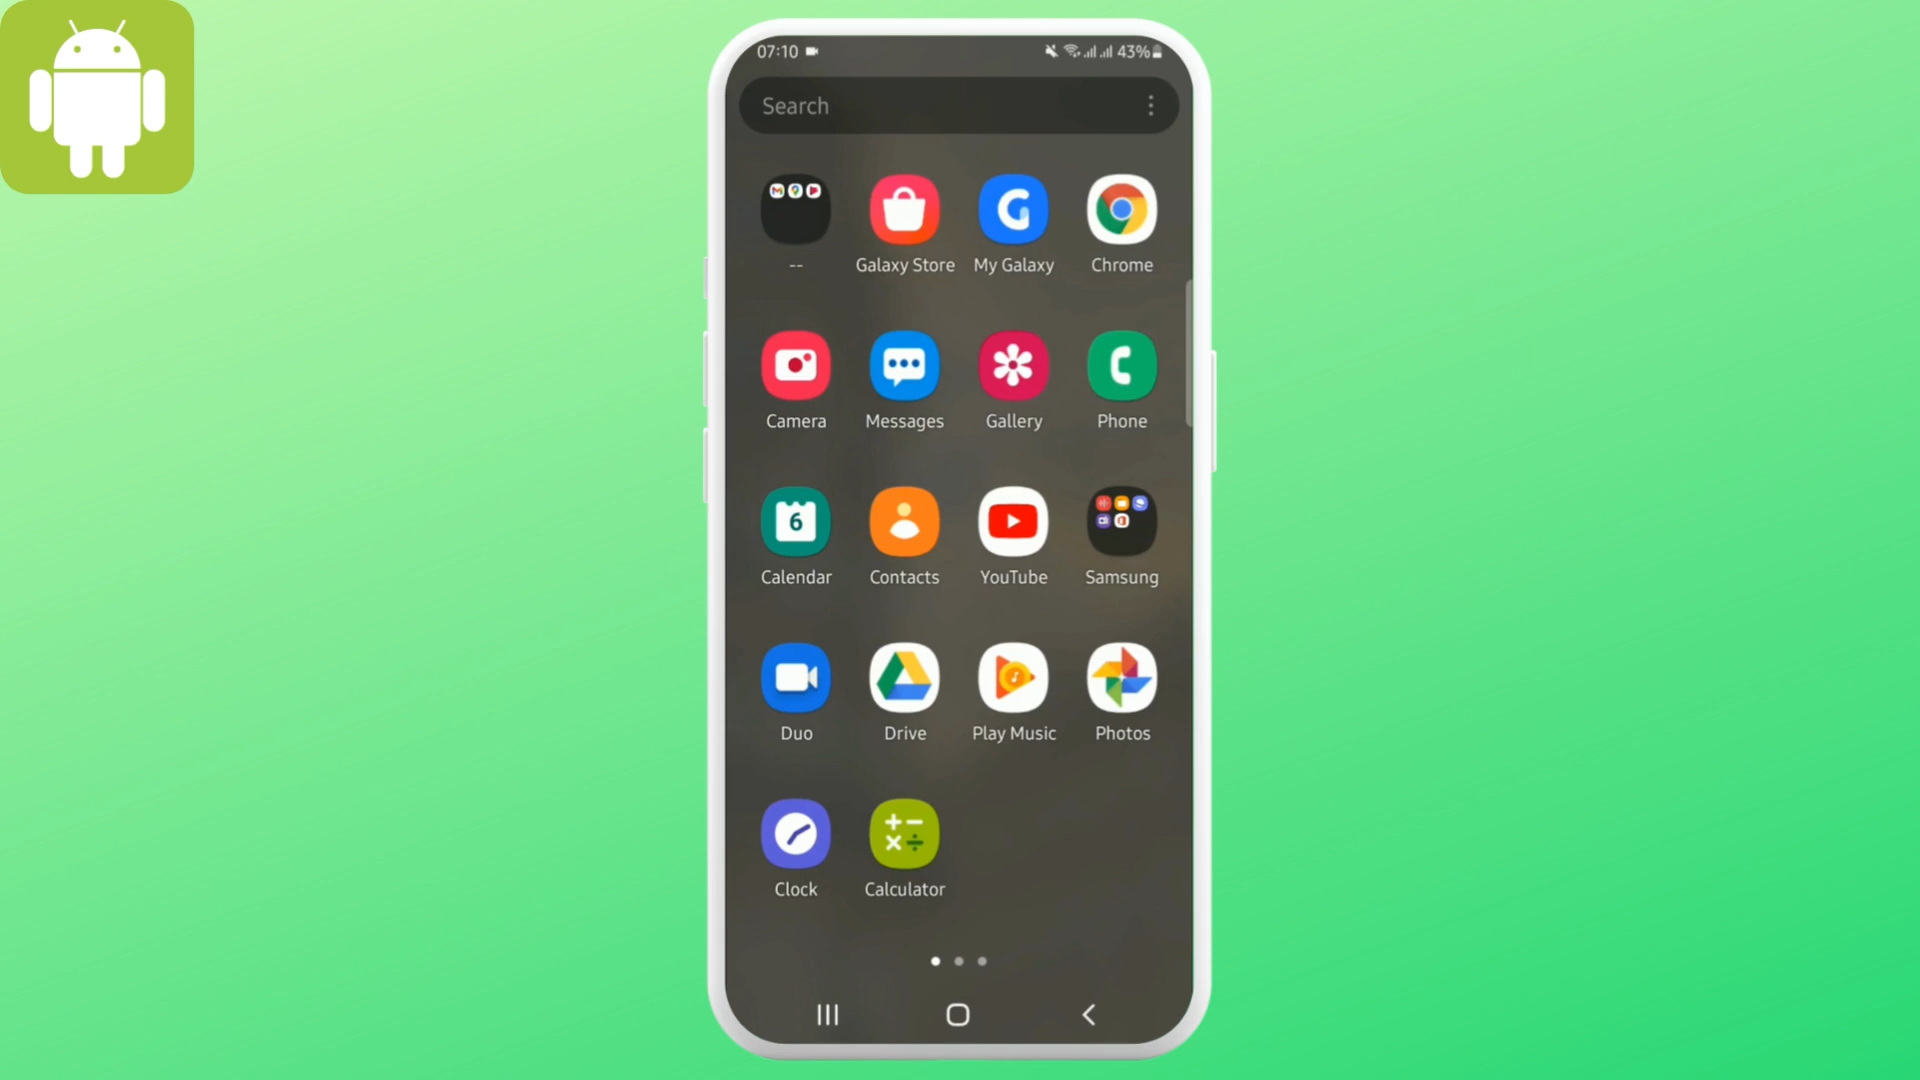 07:10 43%
Search
-- Galaxy Store My Galaxy Chrome
Camera Messages Gallery Phone
6
Calendar Contacts YouTube Samsung
Duo Drive Play Music Photos
Clock Calculator